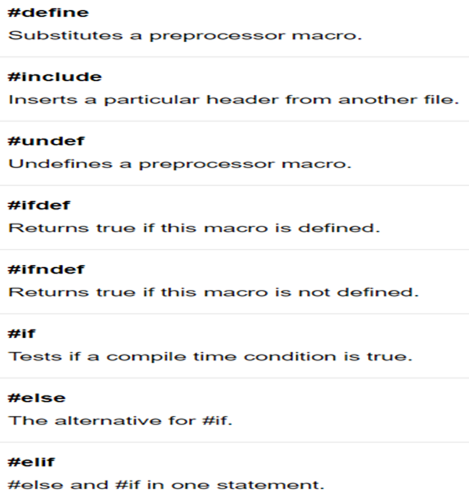 #define
Substitutes a preprocessor macro.
#include
Inserts a particular header from another file.
#undef
Undefines a preprocessor macro.
#ifdef
Returns true if this macro is defined.
#ifndef
Returns true if this macro is not defined.
#if
Tests if a compile time condition is true.
#else
The alternative for #if.
#elif
#else and #if in one statement.